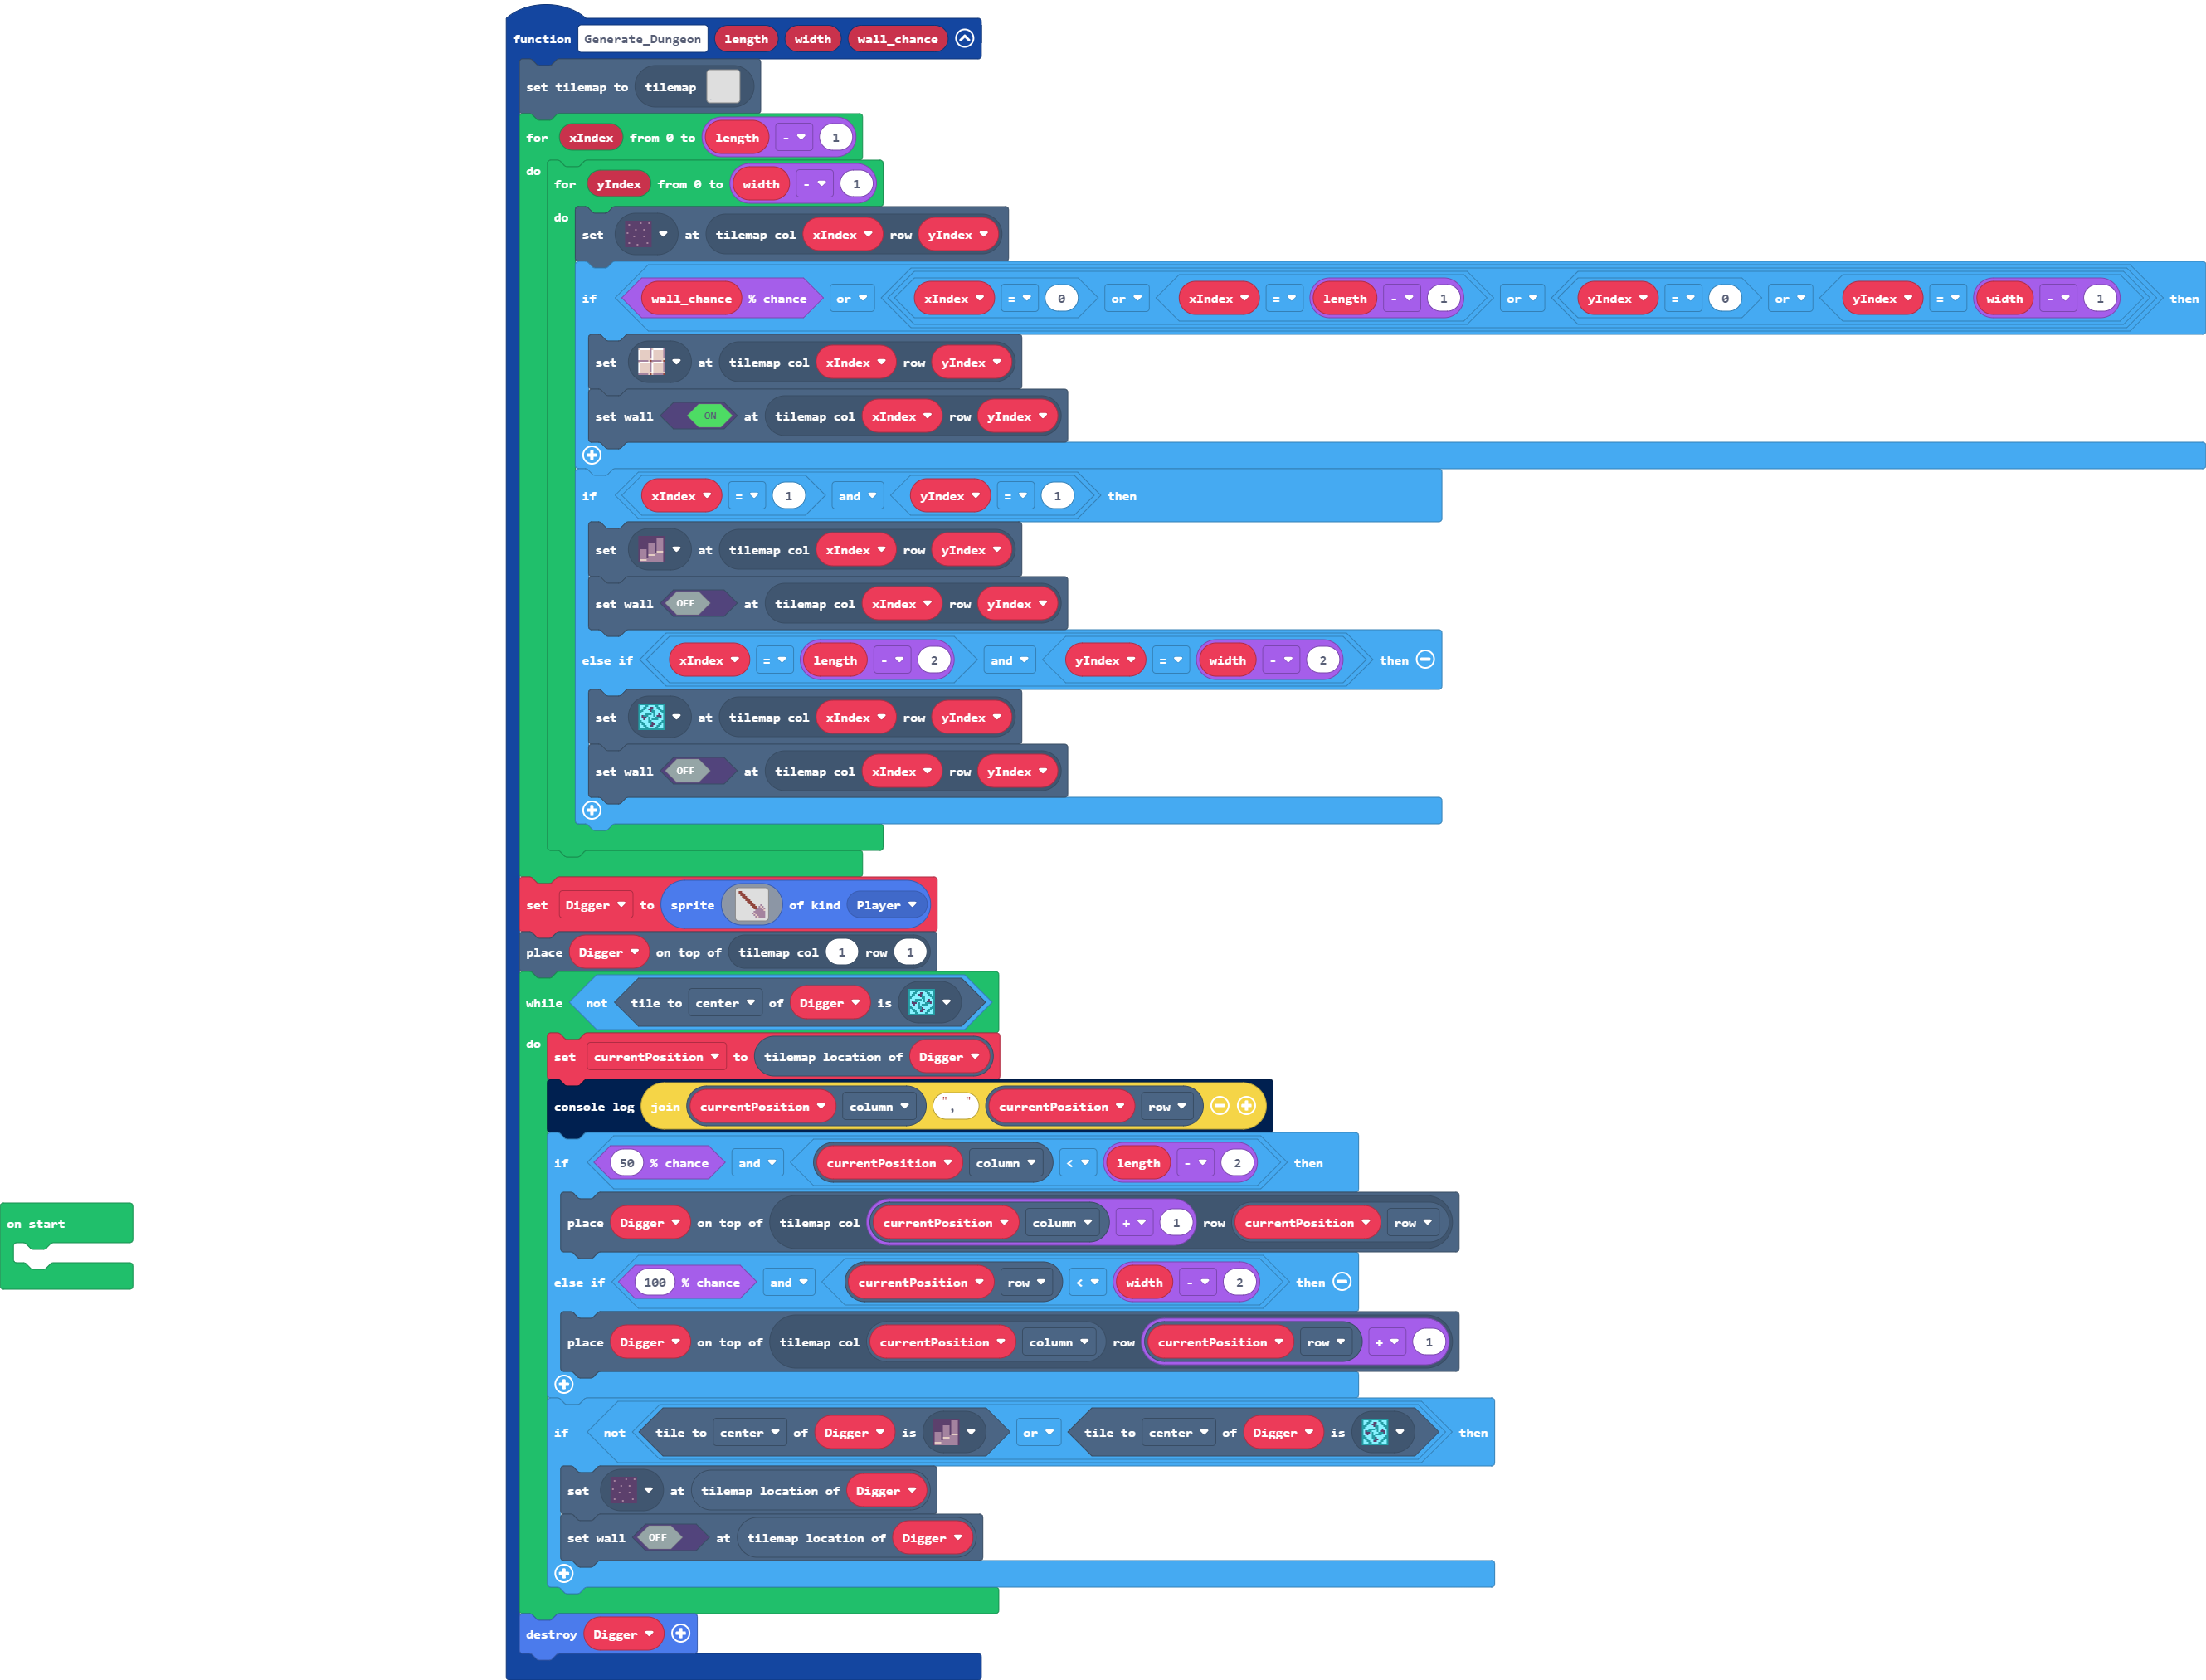 function Generate_Dungeon length width wall_chance
set tilemap to tilemap
for xIndex from 0 to length - 1
do for yIndex from 0 to width - 1
do set at tilemap col xIndex row yIndex
if wall_chance % chance or xIndex = 0 or xIndex = length - 1 or yIndex = 0 or yIndex = width - 1 then
set at tilemap col xIndex row yIndex
set wall ON at tilemap col xIndex row yIndex
if xIndex = 1 and yIndex = 1 then
set at tilemap col xIndex row yIndex
set wall OFF at tilemap col xIndex row yIndex
else if xIndex = length - 2 and yIndex = width - 2 then
set at tilemap col xIndex row yIndex
set wall OFF at tilemap col xIndex row yIndex
set Digger to sprite of kind Player
place Digger on top of tilemap col 1 row 1
while not tile to center of Digger is
do set currentPosition to tilemap location of Digger
console log join currentPosition column ", " currentPosition row
if 50 % chance and currentPosition column < length - 2 then
place Digger on top of tilemap col currentPosition column + 1 row currentPosition row
else if 100 % chance and currentPosition row < width - 2 then
place Digger on top of tilemap col currentPosition column row currentPosition row + 1
if not tile to center of Digger is or tile to center of Digger is then
set at tilemap location of Digger
set wall OFF at tilemap location of Digger
destroy Digger
on start